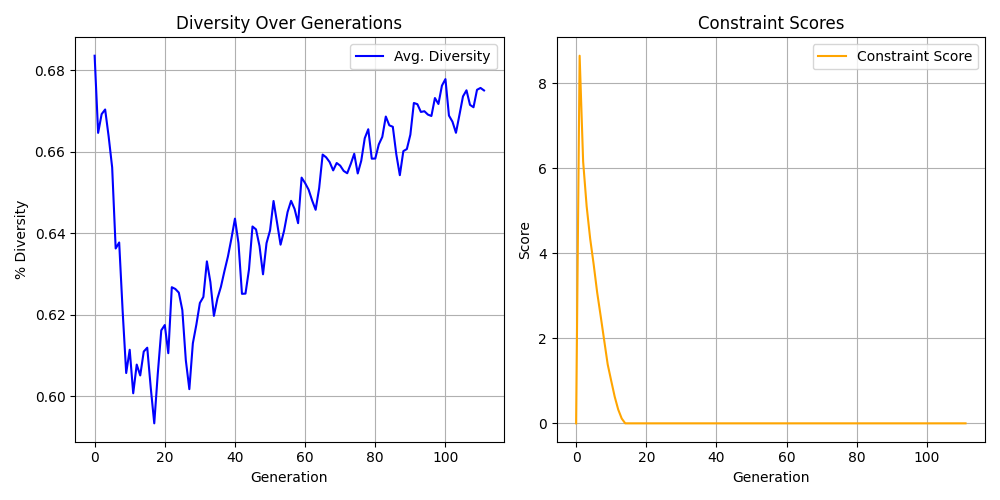 Diversity Over Generations
Avg. Diversity
% Diversity
0.68
0.66
0.64
0.62
0.60
0 20 40 60 80 100
Generation
Constraint Scores
Constraint Score
Score
8
6
4
2
0
0 20 40 60 80 100
Generation